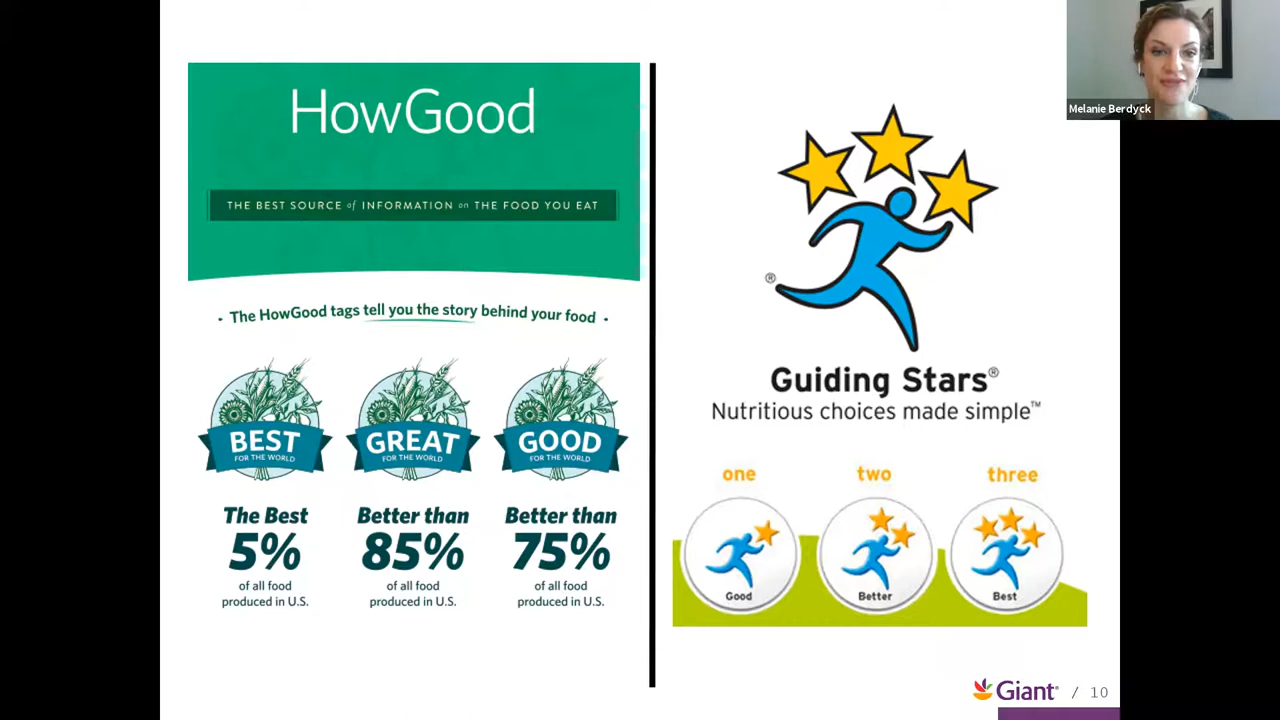 HowGood
THE BEST SOURCE of INFORMATION on THE FOOD YOU EAT
The HowGood tags tell you the story behind your food
BEST
FOR THE WORLD
GREAT
FOR THE WORLD
GOOD
FOR THE WORLD
The Best
5%
of all food
produced in U.S.
Better than
85%
of all food
produced in U.S.
Better than
75%
of all food
produced in U.S.
®
Guiding Stars®
Nutritious choices made simple™
one
two
three
Good
Better
Best
Giant® / 10
Melanie Berdyck